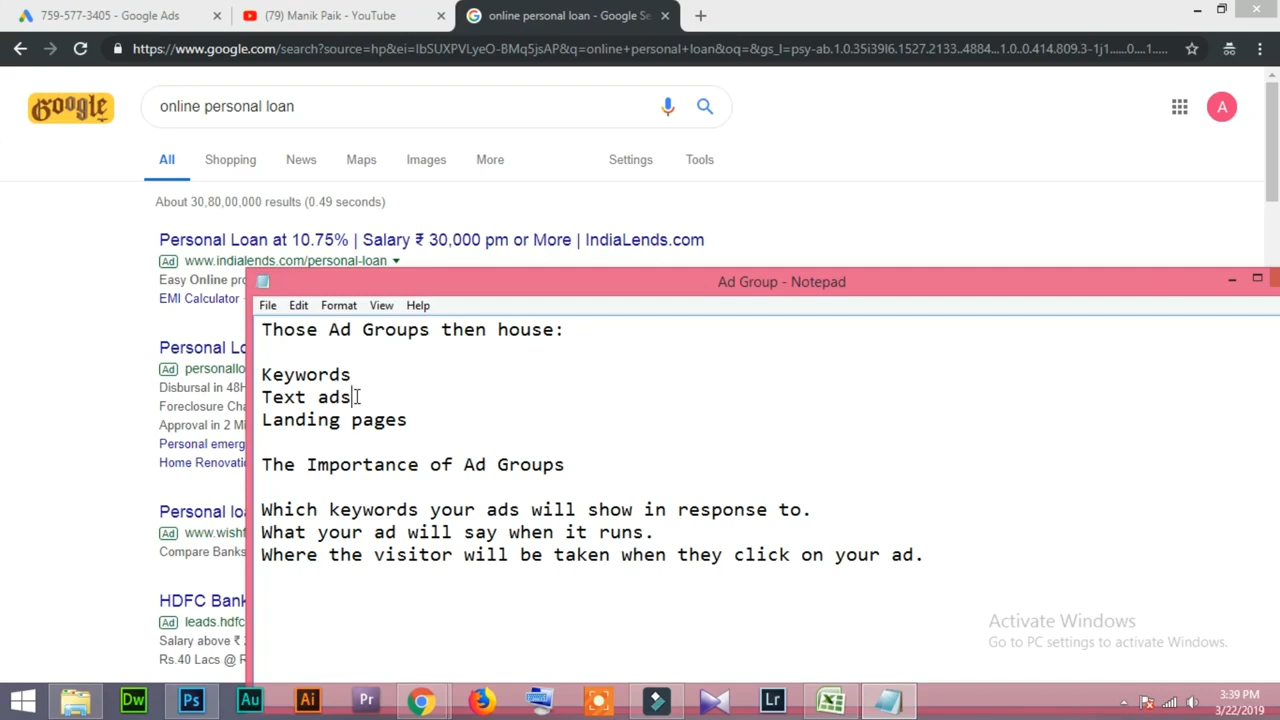 759-577-3405 - Google Ads
(79) Manik Paik - YouTube
online personal loan - Google Se
https://www.google.com/search?source=hp&ei=IbSUXPVLyeO-BMq5jsAP&q=online+personal+loan&oq=&gs_l=psy-ab.1.0.35i39l6.1527.2133..4884...1.0..0.414.809.3-1j1......0....1.....
Google
online personal loan
A
All Shopping News Maps Images More Settings Tools
About 30,80,00,000 results (0.49 seconds)
Personal Loan at 10.75% | Salary ₹ 30,000 pm or More | IndiaLends.com
Ad www.indialends.com/personal-loan
Easy Online pro
EMI Calculator
Personal Lo
Ad personallo
Disbursal in 48H
Foreclosure Cha
Approval in 2 Mi
Personal emerg
Home Renovati
Personal loa
Ad www.wishf
Compare Banks
HDFC Bank
Ad leads.hdfc
Salary above ₹
Rs.40 Lacs @ R
Ad Group - Notepad
File Edit Format View Help
Those Ad Groups then house:
Keywords
Text ads
Landing pages
The Importance of Ad Groups
Which keywords your ads will show in response to.
What your ad will say when it runs.
Where the visitor will be taken when they click on your ad.
Activate Windows
Go to PC settings to activate Windows.
Dw Ps Au Ai Pr Lr
3:39 PM
3/22/2019